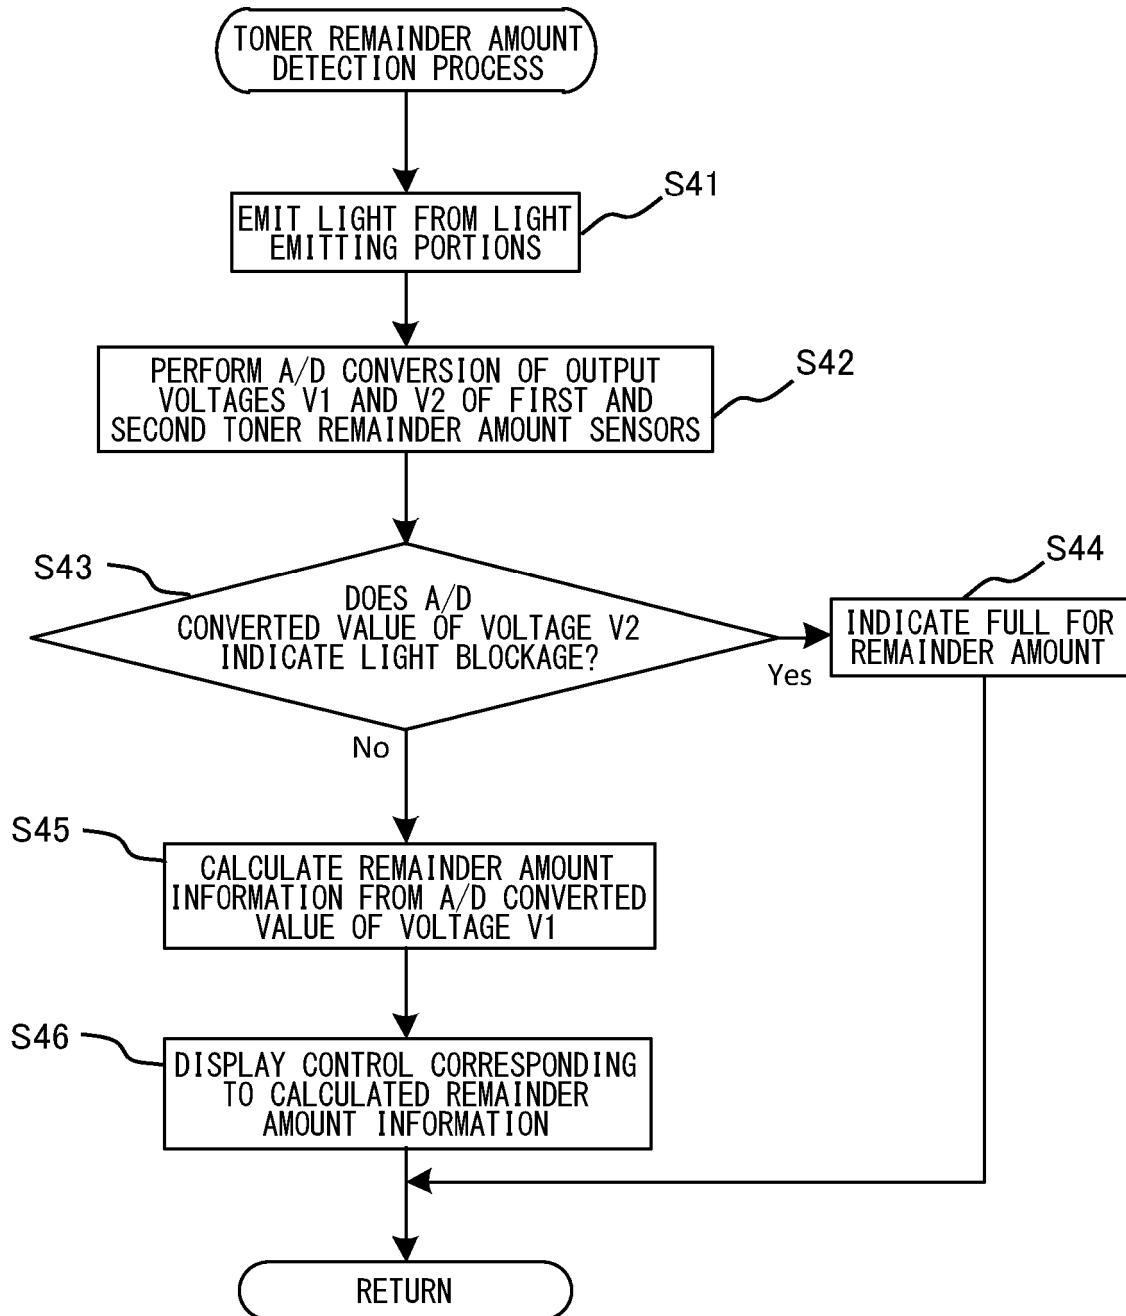 TONER REMAINDER AMOUNT
DETECTION PROCESS
S41
EMIT LIGHT FROM LIGHT
EMITTING PORTIONS
S42
PERFORM A/D CONVERSION OF OUTPUT
VOLTAGES V1 AND V2 OF FIRST AND
SECOND TONER REMAINDER AMOUNT SENSORS
S43
DOES A/D
CONVERTED VALUE OF VOLTAGE V2
INDICATE LIGHT BLOCKAGE?
Yes
S44
INDICATE FULL FOR
REMAINDER AMOUNT
No
S45
CALCULATE REMAINDER AMOUNT
INFORMATION FROM A/D CONVERTED
VALUE OF VOLTAGE V1
S46
DISPLAY CONTROL CORRESPONDING
TO CALCULATED REMAINDER
AMOUNT INFORMATION
RETURN